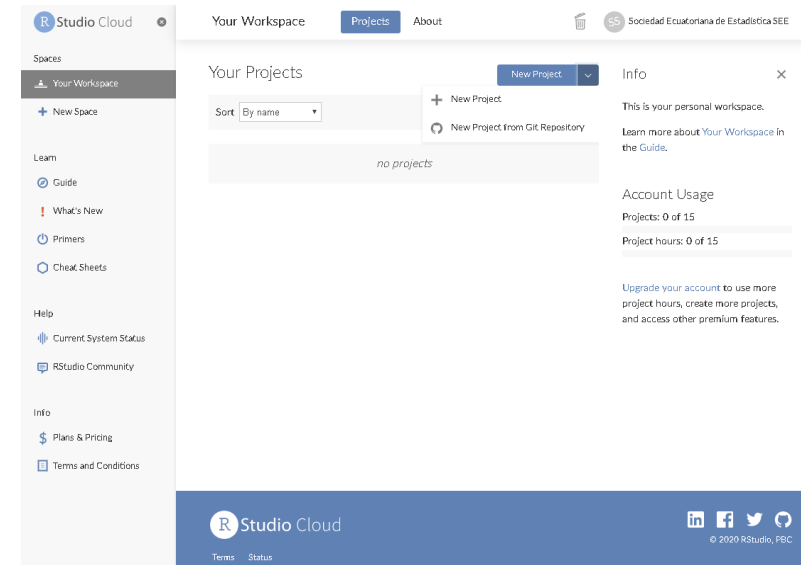 R Studio Cloud
Spaces
Your Workspace
New Space
Learn
Guide
What's New
Primers
Cheat Sheets
Help
Current System Status
RStudio Community
Info
Plans & Pricing
Terms and Conditions
Your Workspace
Projects
About
SS
Sociedad Ecuatoriana de Estadística SEE
Your Projects
New Project
New Project
New Project from Git Repository
Sort
By name
no projects
Info
This is your personal workspace.
Learn more about Your Workspace in
the Guide.
Account Usage
Projects: 0 of 15
Project hours: 0 of 15
Upgrade your account to use more
project hours, create more projects,
and access other premium features.
R Studio Cloud
Terms
Status
in
© 2020 RStudio, PBC